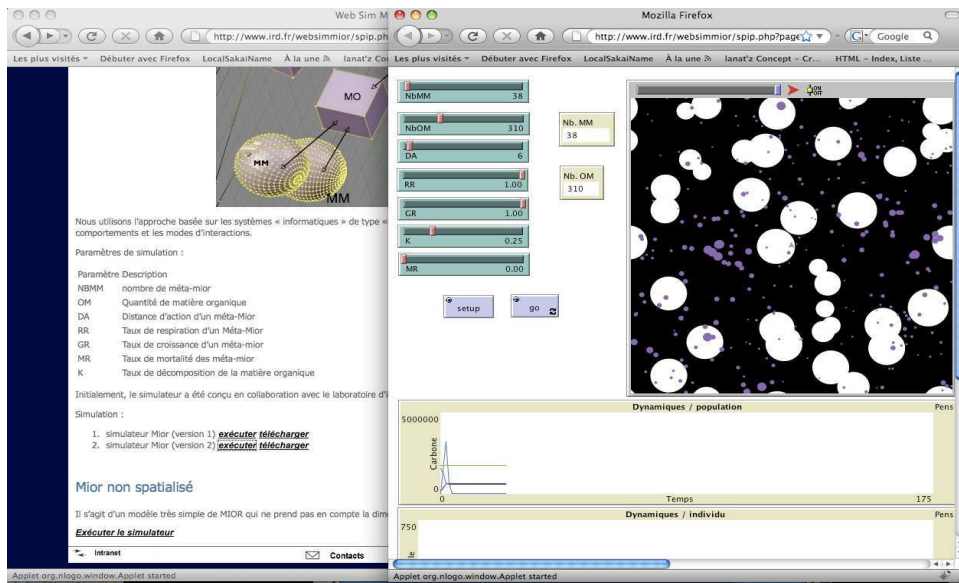 Web Sim M
http://www.ird.fr/websimmior/spip.ph
Les plus visités Débuter avec Firefox LocalSakaiName À la une lanat'z Co
MO
MM
MM
Nous utilisons l'approche basée sur les systèmes « informatiques » de type «
comportements et les modes d'interactions.
Paramètres de simulation :
Paramètre Description
NBMM nombre de méta-mior
OM Quantité de matière organique
DA Distance d'action d'un méta-Mior
RR Taux de respiration d'un Méta-Mior
GR Taux de croissance d'un méta-Mior
MR Taux de mortalité des méta-mior
K Taux de décomposition de la matière organique
Initialement, le simulateur a été conçu en collaboration avec le laboratoire d'i
Simulation :
1. simulateur Mior (version 1) exécuter télécharger
2. simulateur Mior (version 2) exécuter télécharger
Mior non spatialisé
Il s'agit d'un modèle très simple de MIOR qui ne prend pas en compte la dim
Exécuter le simulateur
Intranet Contacts
Applet org.nlogo.window.Applet started
Mozilla Firefox
http://www.ird.fr/websimmior/spip.php?page
Google
Les plus visités Débuter avec Firefox LocalSakaiName À la une lanat'z Concept – Cr... HTML – Index, Liste ...
NbMM 38
NbOM 310
DA 6
RR 1.00
GR 1.00
K 0.25
MR 0.00
Nb. MM
38
Nb. OM
310
setup
go
ON
OFF
Dynamiques / population
Pens
5000000
Carbone
0
0
Temps
175
Dynamiques / individu
Pens
750
Applet org.nlogo.window.Applet started